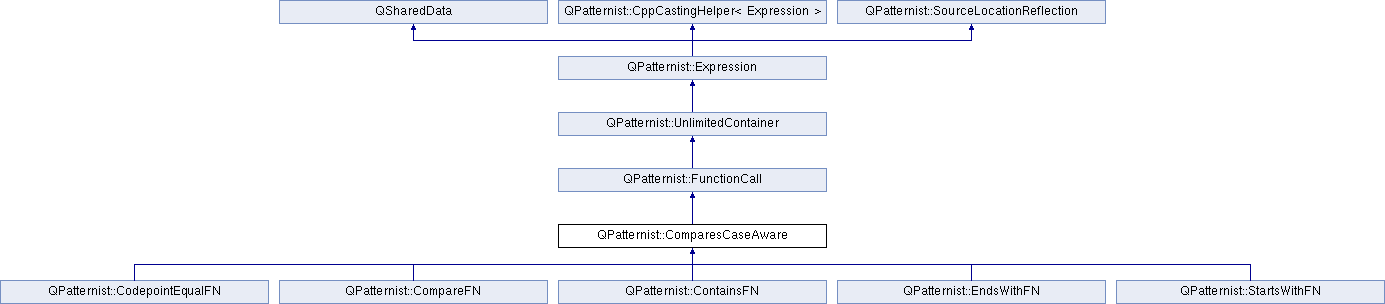 QSharedData
QPatternist::CppCastingHelper< Expression >
QPatternist::SourceLocationReflection
QPatternist::Expression
QPatternist::UnlimitedContainer
QPatternist::FunctionCall
QPatternist::ComparesCaseAware
QPatternist::CodepointEqualFN
QPatternist::CompareFN
QPatternist::ContainsFN
QPatternist::EndsWithFN
QPatternist::StartsWithFN